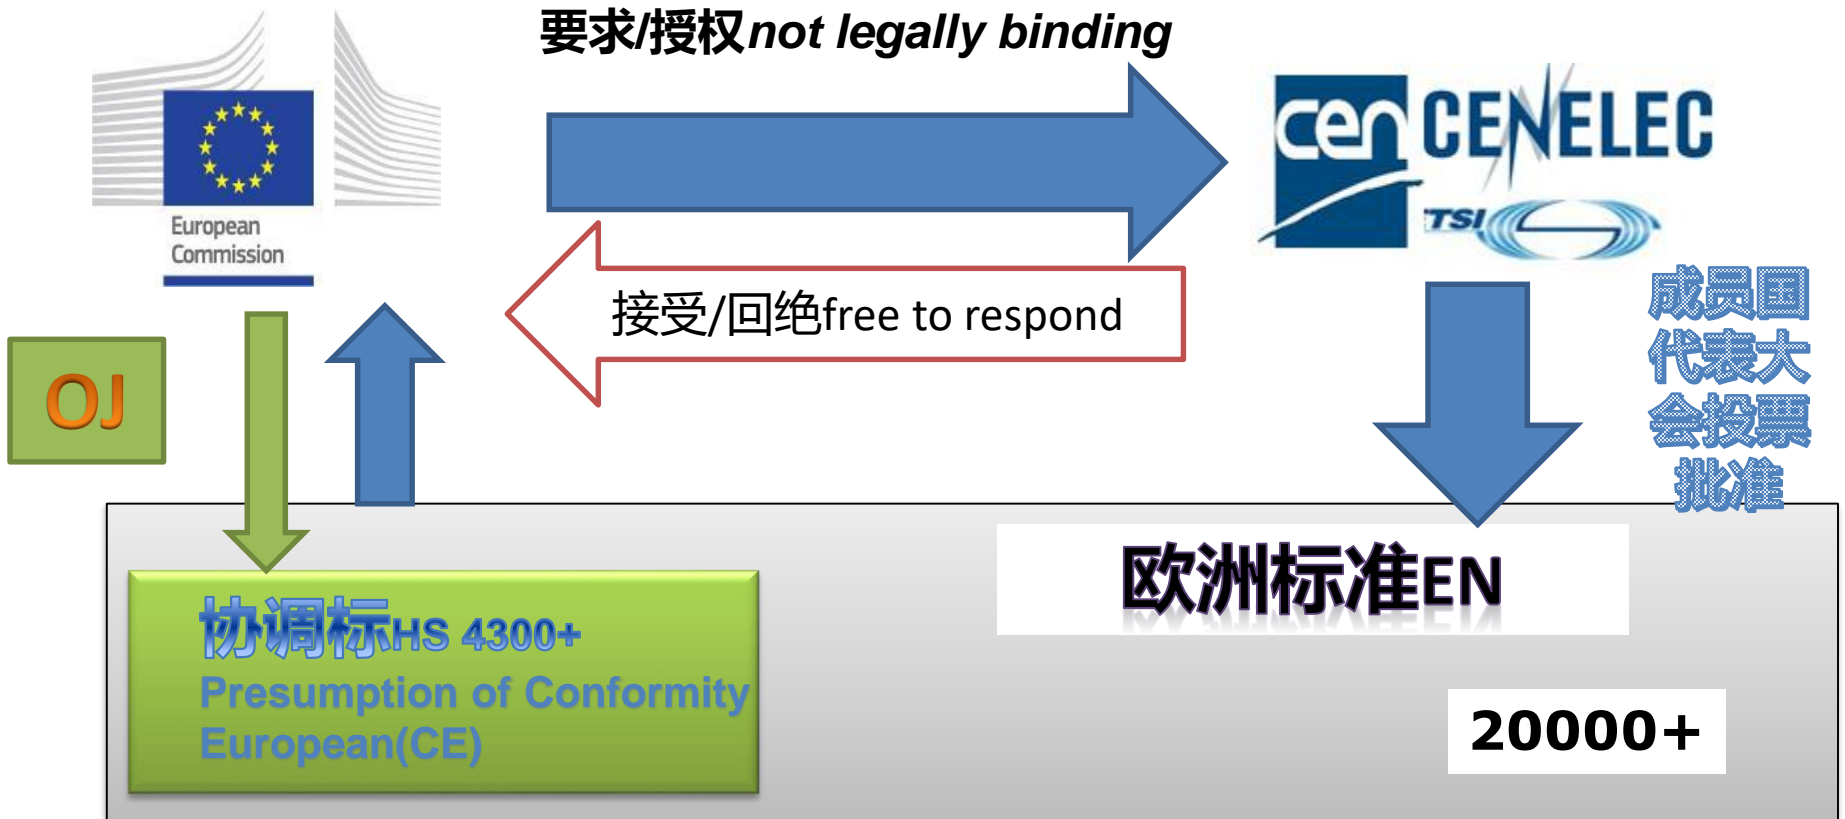 要求/授权not legally binding
European
Commission
cen CENELEC
TSI
接受/回绝free to respond
成员国
代表大
会投票
批准
OJ
欧洲标准EN
协调标HS 4300+
Presumption of Conformity
European(CE)
20000+